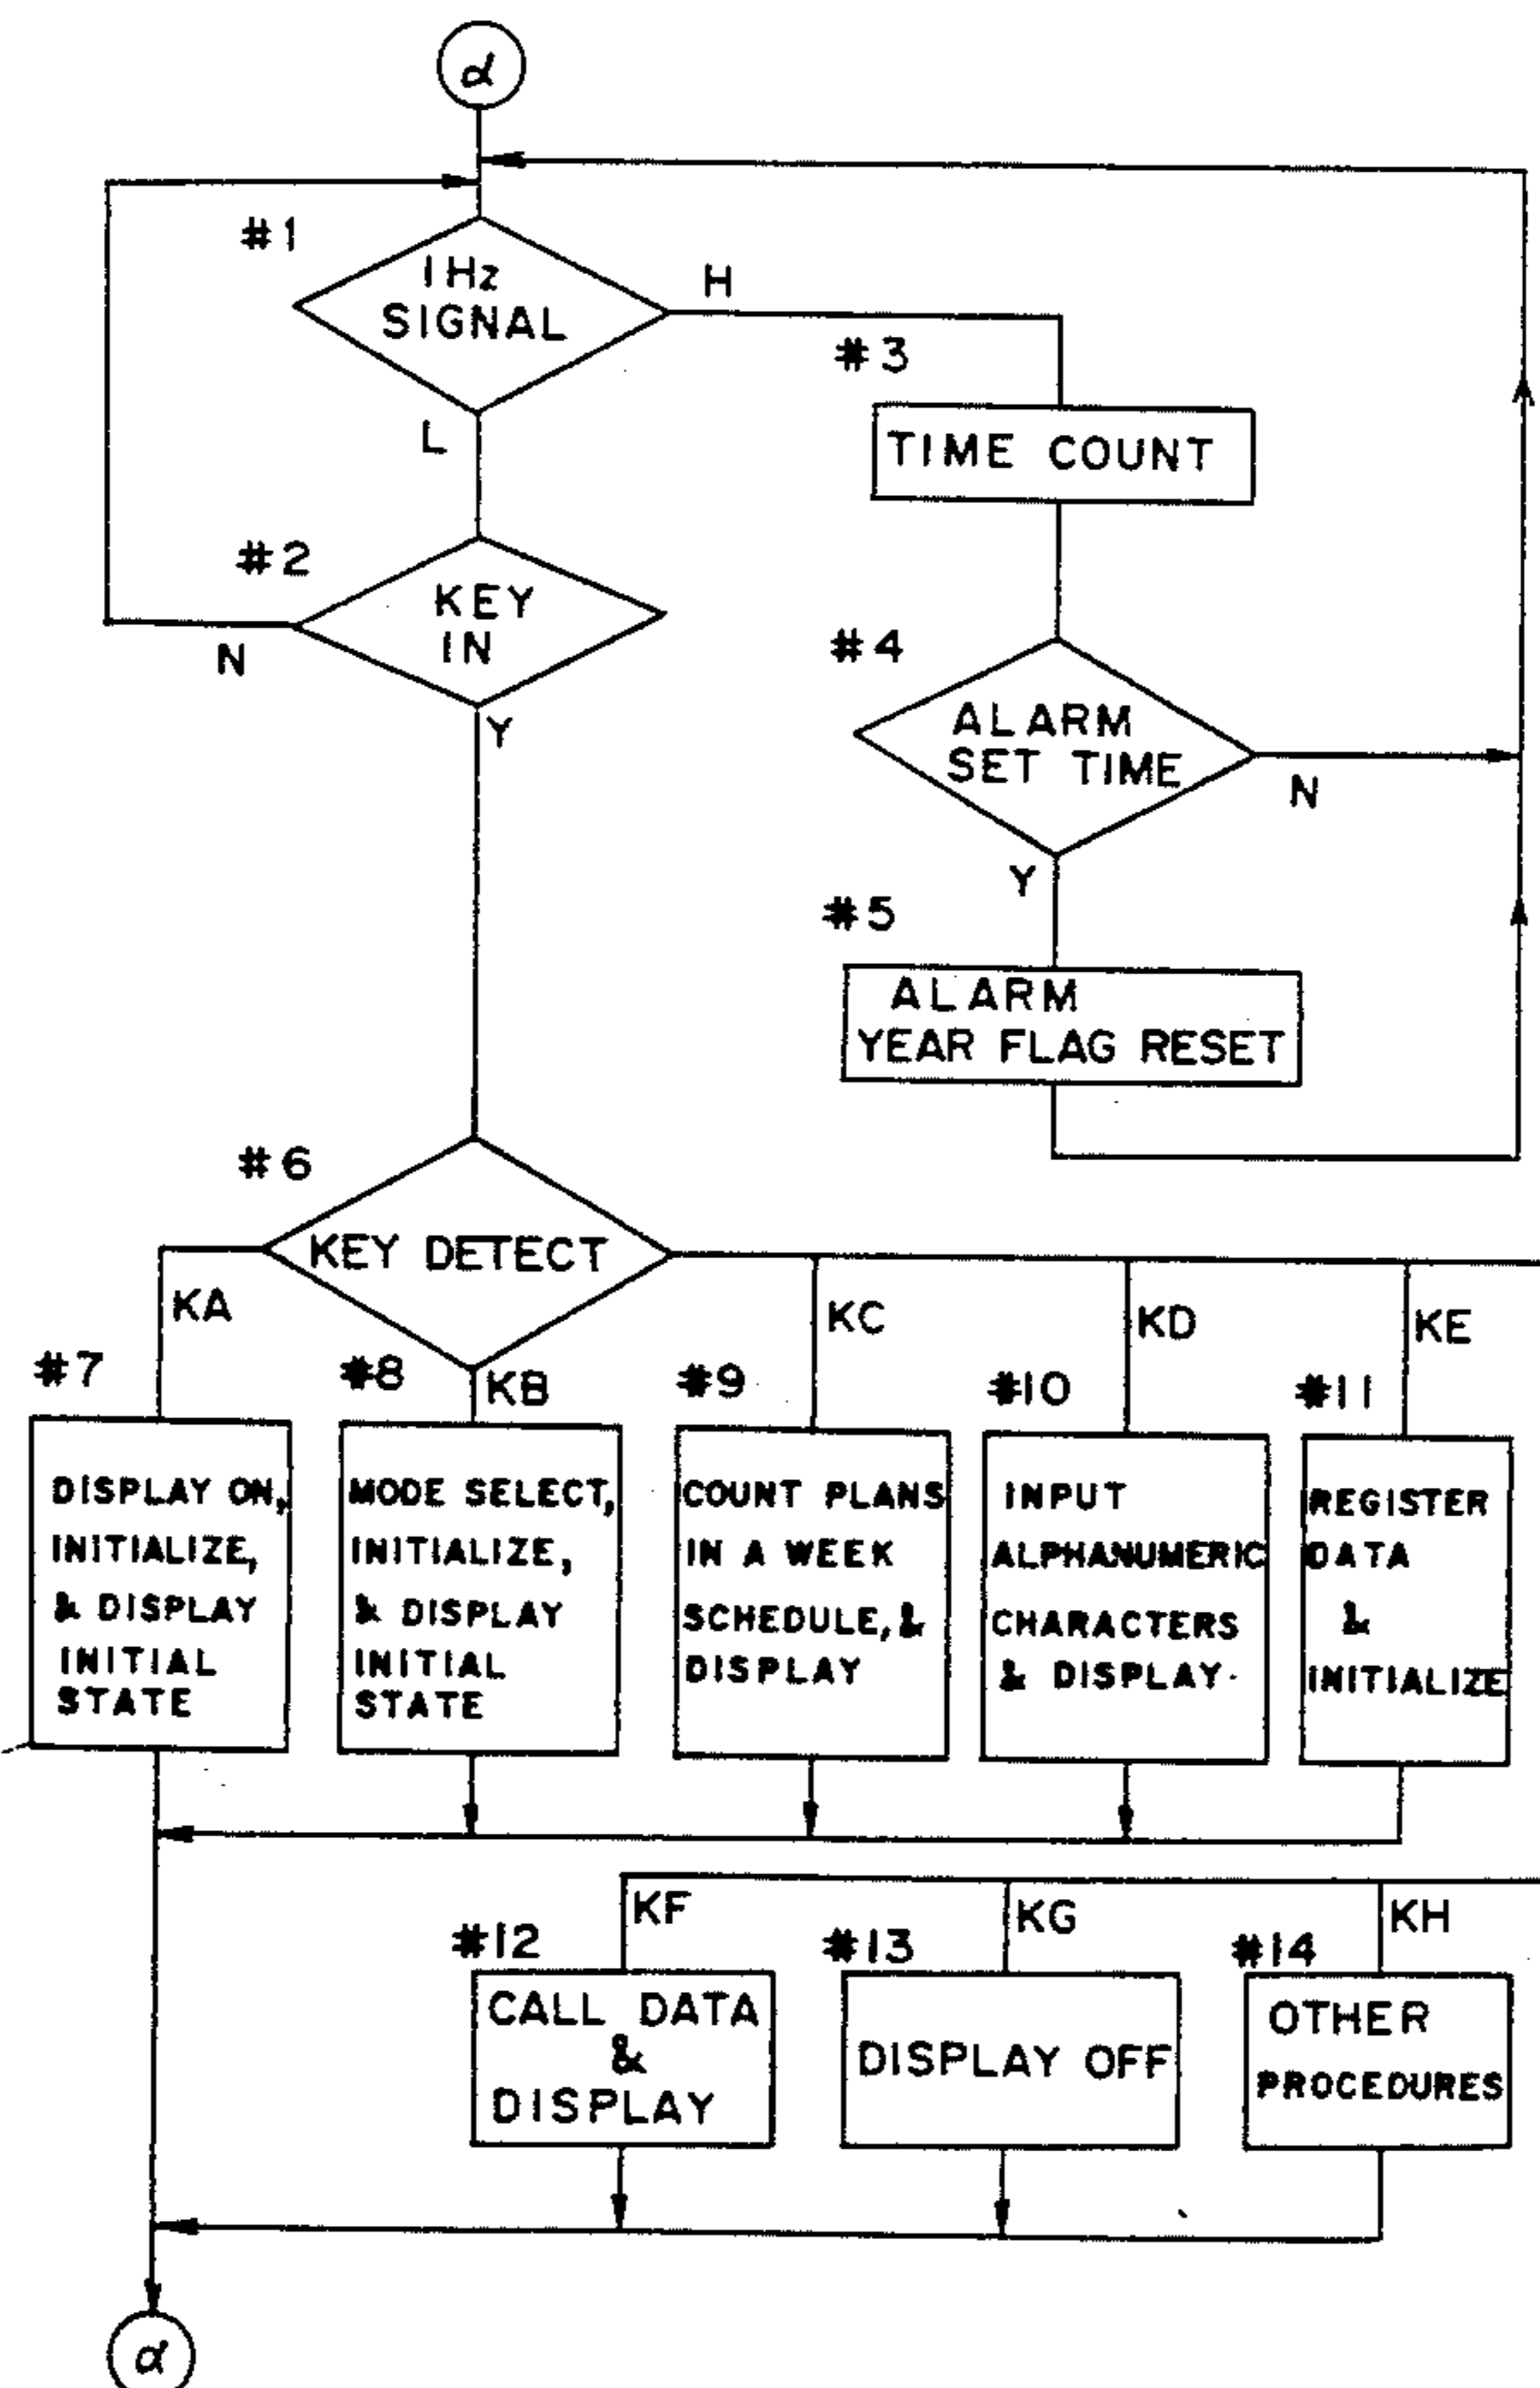 α
#1
1Hz
SIGNAL
H
L
#3
TIME COUNT
#2
KEY
IN
N
Y
#4
ALARM
SET TIME
N
Y
#5
ALARM
YEAR FLAG RESET
#6
KEY DETECT
KA
KB
KC
KD
KE
#7
DISPLAY ON,
INITIALIZE,
& DISPLAY
INITIAL
STATE
#8
MODE SELECT,
INITIALIZE,
& DISPLAY
INITIAL
STATE
#9
COUNT PLANS
IN A WEEK
SCHEDULE, &
DISPLAY
#10
INPUT
ALPHANUMERIC
CHARACTERS
& DISPLAY
#11
REGISTER
DATA
&
INITIALIZE
KF
KG
KH
#12
CALL DATA
&
DISPLAY
#13
DISPLAY OFF
#14
OTHER
PROCEDURES
α